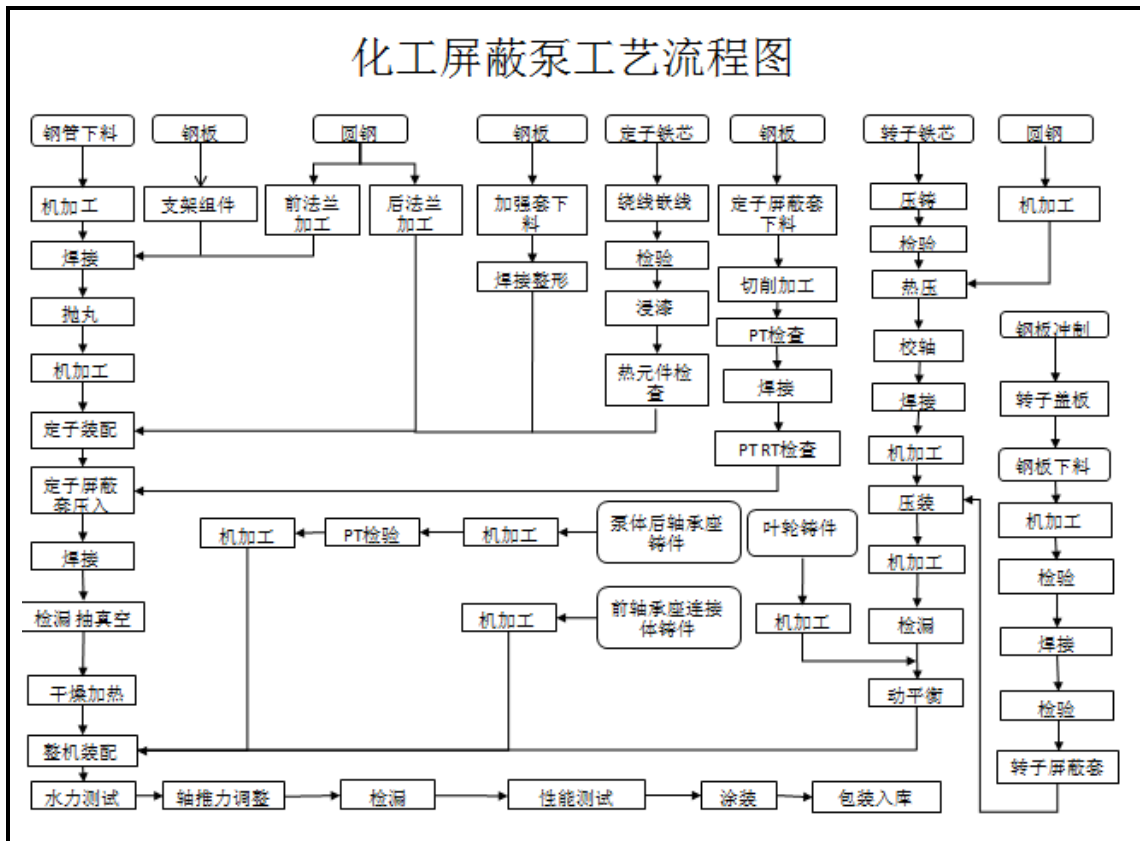 化工屏蔽泵工艺流程图
钢管下料
钢板
圆钢
钢板
定子铁芯
钢板
转子铁芯
圆钢
机加工
支架组件
前法兰
加工
后法兰
加工
加强套下
料
绕线嵌线
定子屏蔽套
下料
压铸
机加工
检验
焊接
焊接整形
检验
切削加工
热压
抛丸
浸漆
PT检查
校轴
钢板冲制
机加工
热元件检
查
焊接
焊接
转子盖板
定子装配
PT RT检查
机加工
钢板下料
定子屏蔽
套压入
压装
机加工
机加工
PT检验
机加工
泵体后轴承座
铸件
叶轮铸件
焊接
机加工
检验
检漏 抽真空
机加工
前轴承座连接
体铸件
机加工
检漏
焊接
干燥加热
动平衡
检验
整机装配
转子屏蔽套
水力测试
轴推力调整
检漏
性能测试
涂装
包装入库